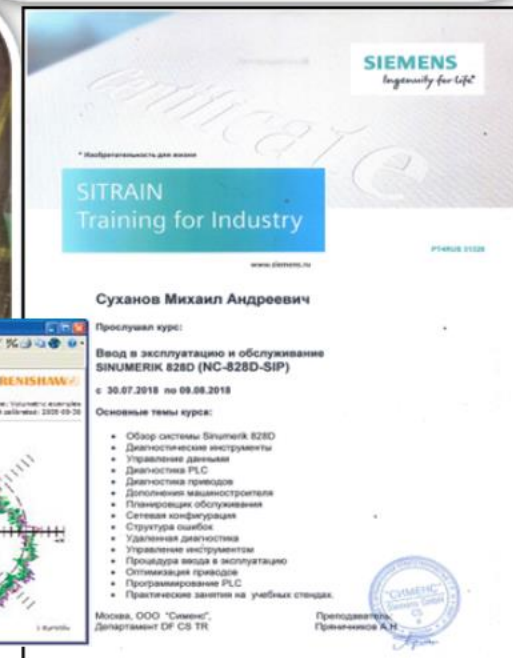 SIEMENS
Ingenuity for life*
Certificate
* Изобретательность для жизни
SITRAIN
Training for Industry
www.siemens.ru
Суханов Михаил Андреевич
Прослушал курс:
Ввод в эксплуатацию и обслуживание
SINUMERIK 828D (NC-828D-SIP)
с 30.07.2018 по 09.08.2018
Основные темы курса:
• Обзор системы Sinumerik 828D
• Диагностические инструменты
• Управление данными
• Диагностика PLC
• Диагностика приводов
• Дополнения машиностроителя
• Планировщик обслуживания
• Сетевая конфигурация
• Структура ошибок
• Удаленная диагностика
• Управление инструментом
• Процедура ввода в эксплуатацию
• Оптимизация приводов
• Программирование PLC
• Практические занятия на учебных стендах.
Москва, ООО "Сименс",
Департамент DF CS TR
Преподаватель:
Пряничников А.Н.
"СИМЕНС"
RENISHAW